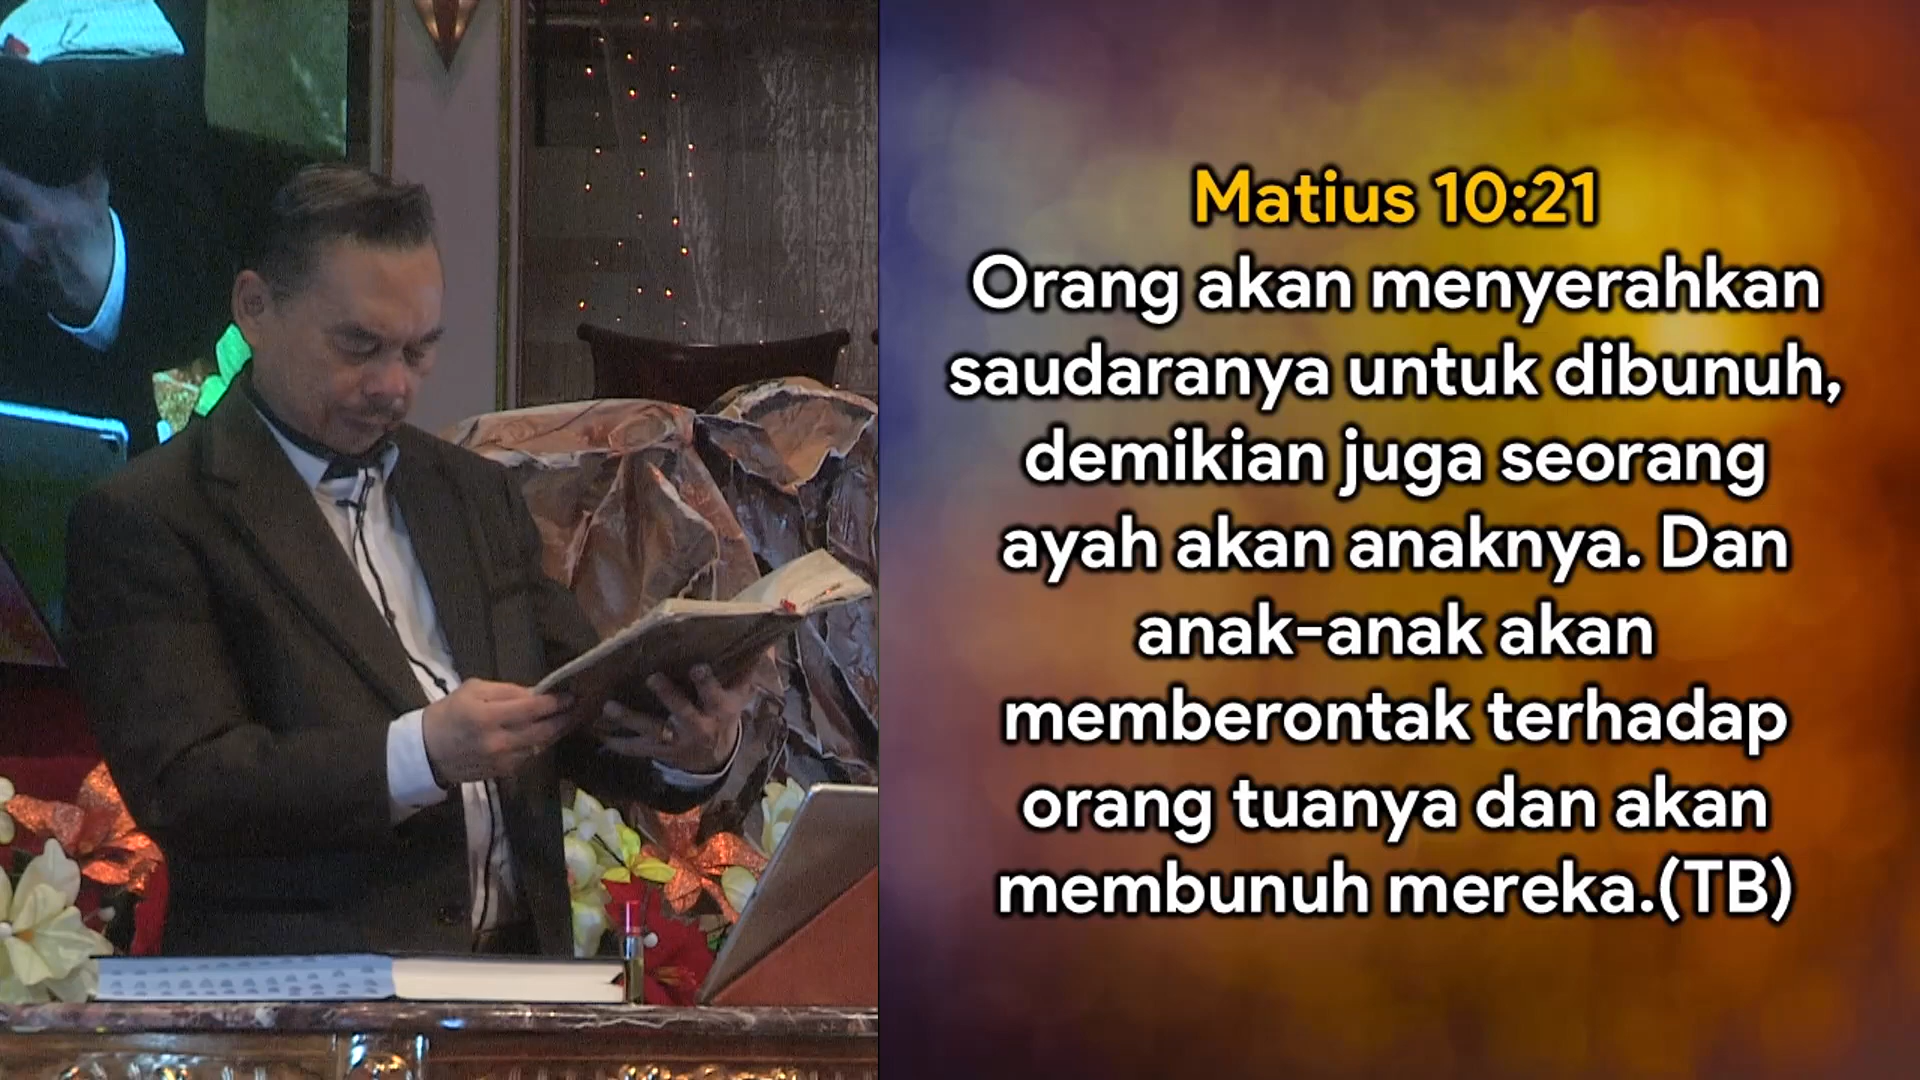 Matius 10:21
Orang akan menyerahkan
saudaranya untuk dibunuh,
demikian juga seorang
ayah akan anaknya. Dan
anak-anak akan
memberontak terhadap
orang tuanya dan akan
membunuh mereka.(TB)